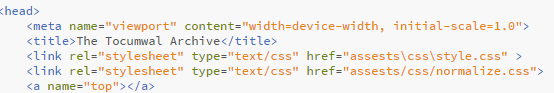 <head>
<meta name="viewport" content="width=device-width, initial-scale=1.0">
<title>The Tocumwal Archive</title>
<link rel="stylesheet" type="text/css" href="assests\css\style.css" >
<link rel="stylesheet" type="text/css" href="assests/css/normalize.css">
<a name="top"></a>